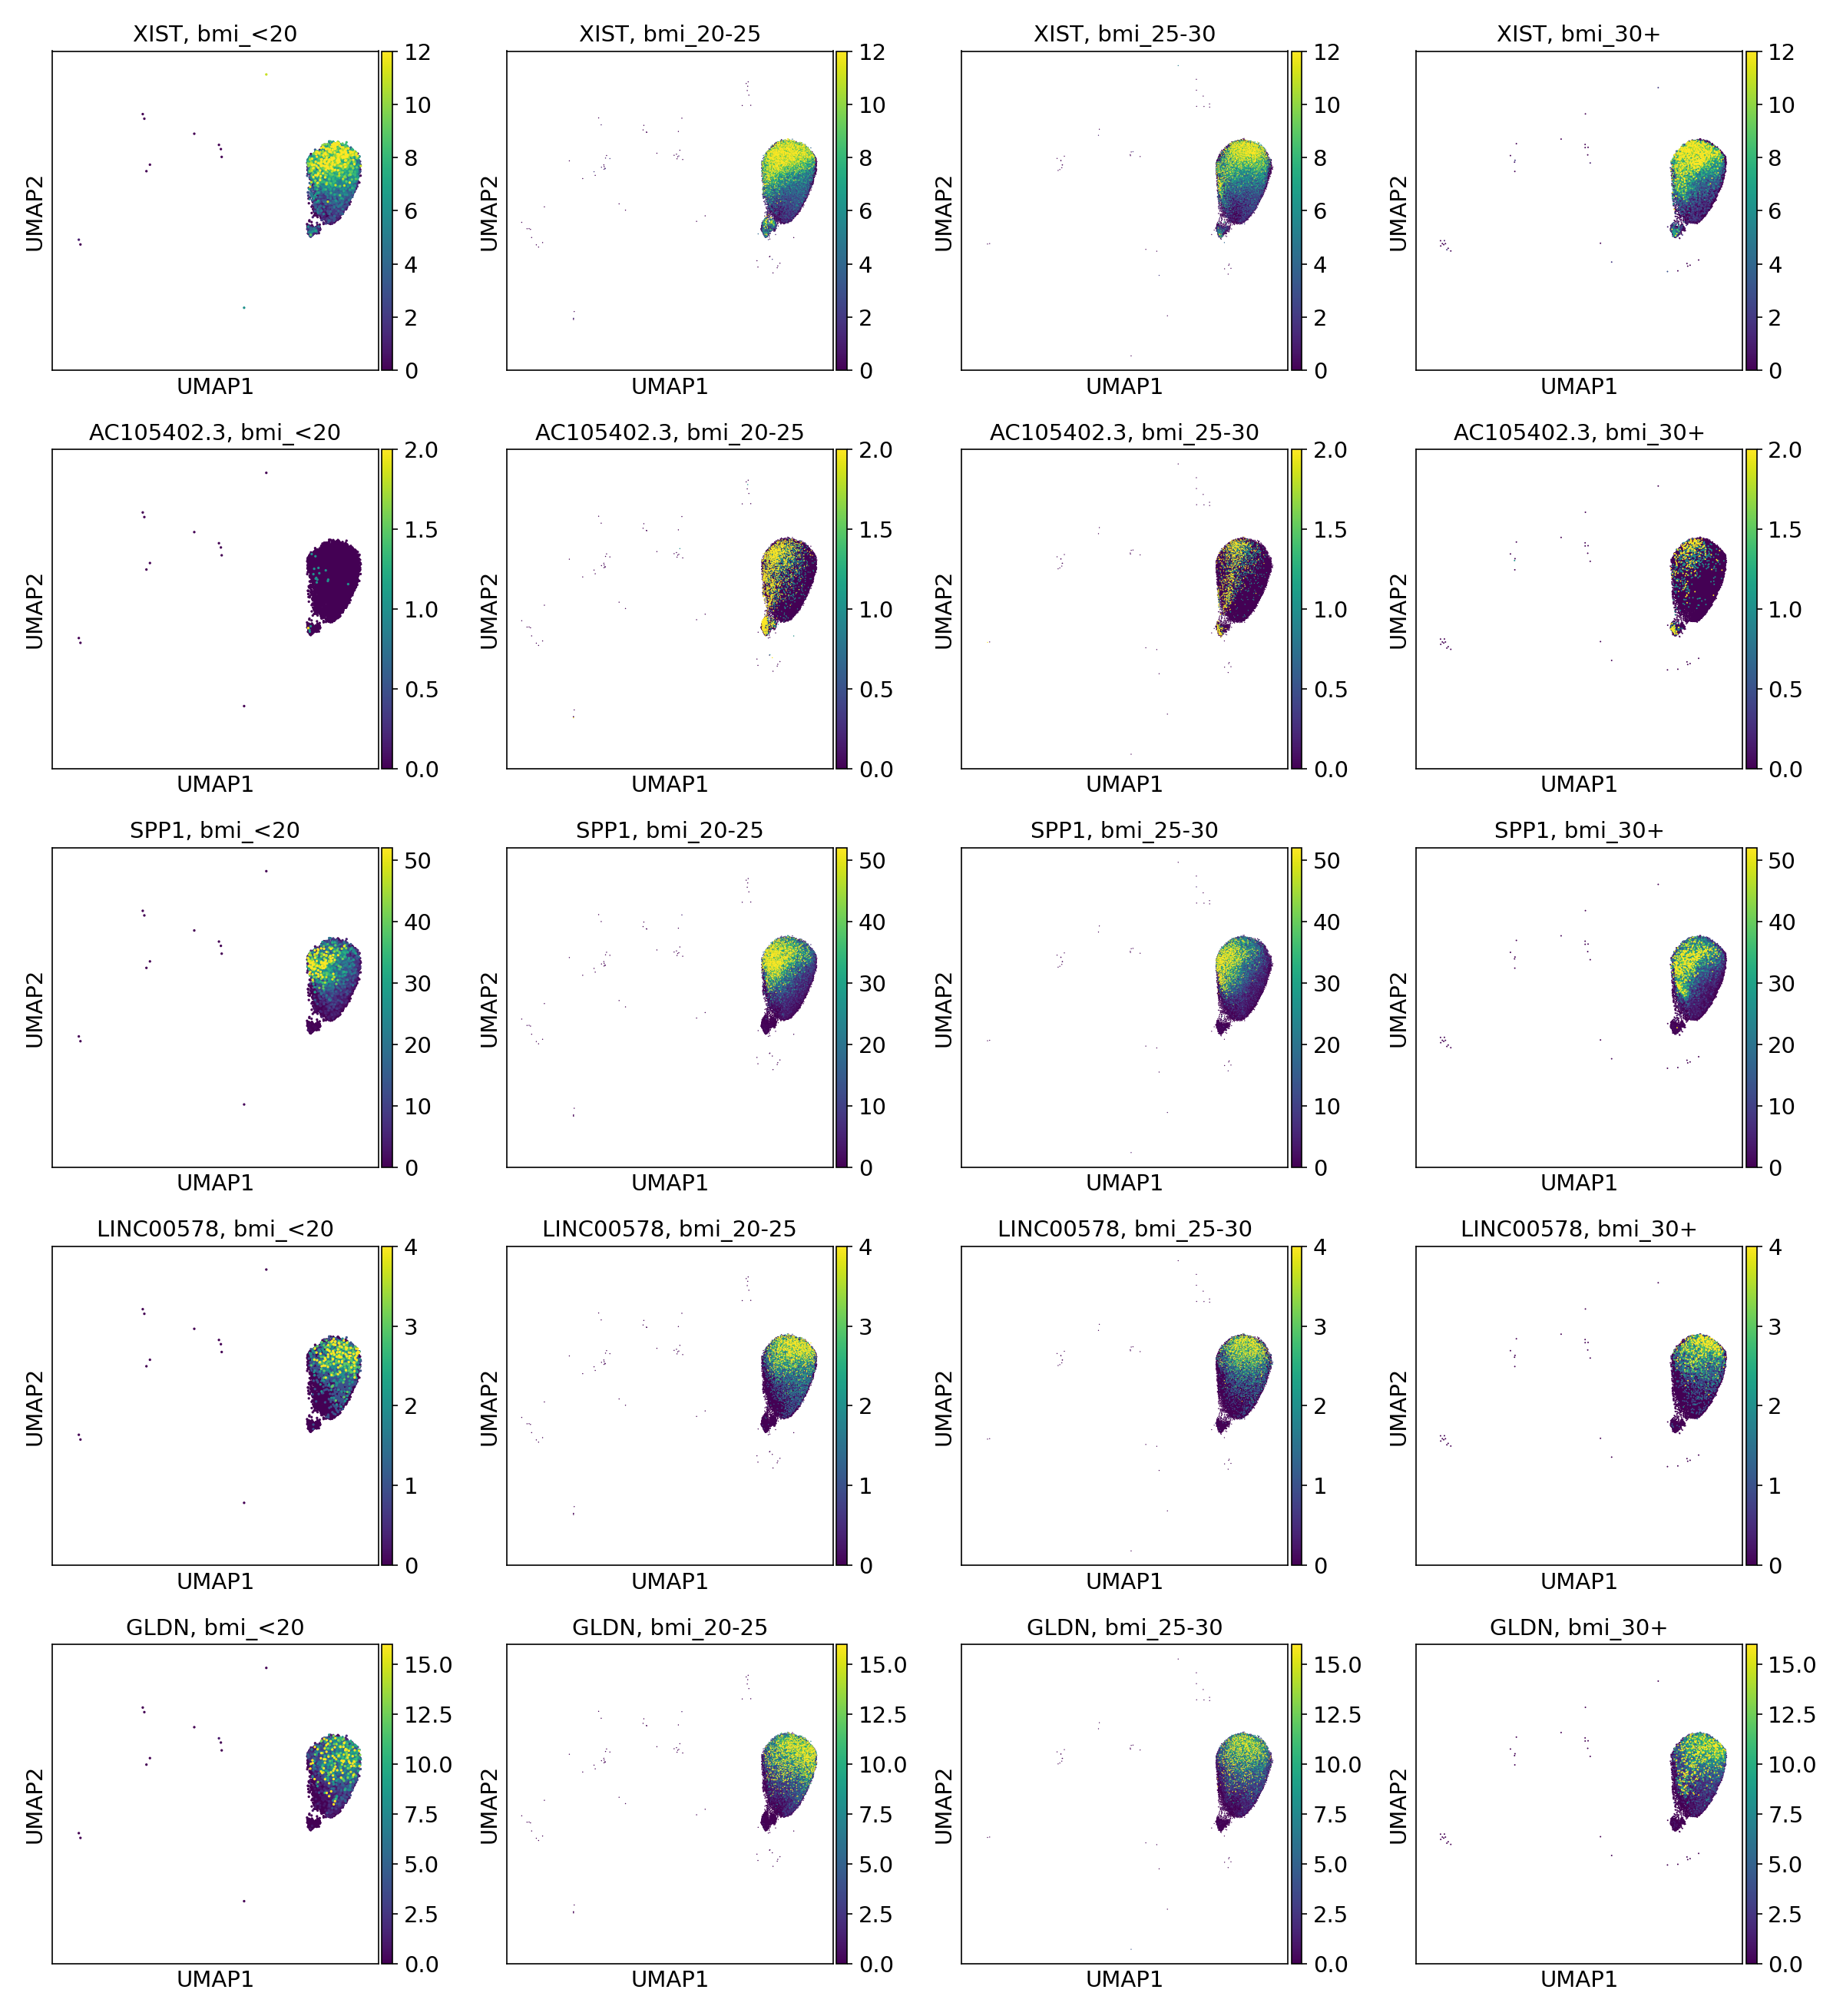 XIST, bmi_<20
XIST, bmi_20-25
XIST, bmi_25-30
XIST, bmi_30+
12 10 8 6 4 2 0
12 10 8 6 4 2 0
12 10 8 6 4 2 0
12 10 8 6 4 2 0
UMAP2 UMAP2 UMAP2 UMAP2
UMAP1 UMAP1 UMAP1 UMAP1
AC105402.3, bmi_<20
AC105402.3, bmi_20-25
AC105402.3, bmi_25-30
AC105402.3, bmi_30+
2.0 1.5 1.0 0.5 0.0
2.0 1.5 1.0 0.5 0.0
2.0 1.5 1.0 0.5 0.0
2.0 1.5 1.0 0.5 0.0
UMAP2 UMAP2 UMAP2 UMAP2
UMAP1 UMAP1 UMAP1 UMAP1
SPP1, bmi_<20
SPP1, bmi_20-25
SPP1, bmi_25-30
SPP1, bmi_30+
50 40 30 20 10 0
50 40 30 20 10 0
50 40 30 20 10 0
50 40 30 20 10 0
UMAP2 UMAP2 UMAP2 UMAP2
UMAP1 UMAP1 UMAP1 UMAP1
LINC00578, bmi_<20
LINC00578, bmi_20-25
LINC00578, bmi_25-30
LINC00578, bmi_30+
4 3 2 1 0
4 3 2 1 0
4 3 2 1 0
4 3 2 1 0
UMAP2 UMAP2 UMAP2 UMAP2
UMAP1 UMAP1 UMAP1 UMAP1
GLDN, bmi_<20
GLDN, bmi_20-25
GLDN, bmi_25-30
GLDN, bmi_30+
15.0 12.5 10.0 7.5 5.0 2.5 0.0
15.0 12.5 10.0 7.5 5.0 2.5 0.0
15.0 12.5 10.0 7.5 5.0 2.5 0.0
15.0 12.5 10.0 7.5 5.0 2.5 0.0
UMAP2 UMAP2 UMAP2 UMAP2
UMAP1 UMAP1 UMAP1 UMAP1